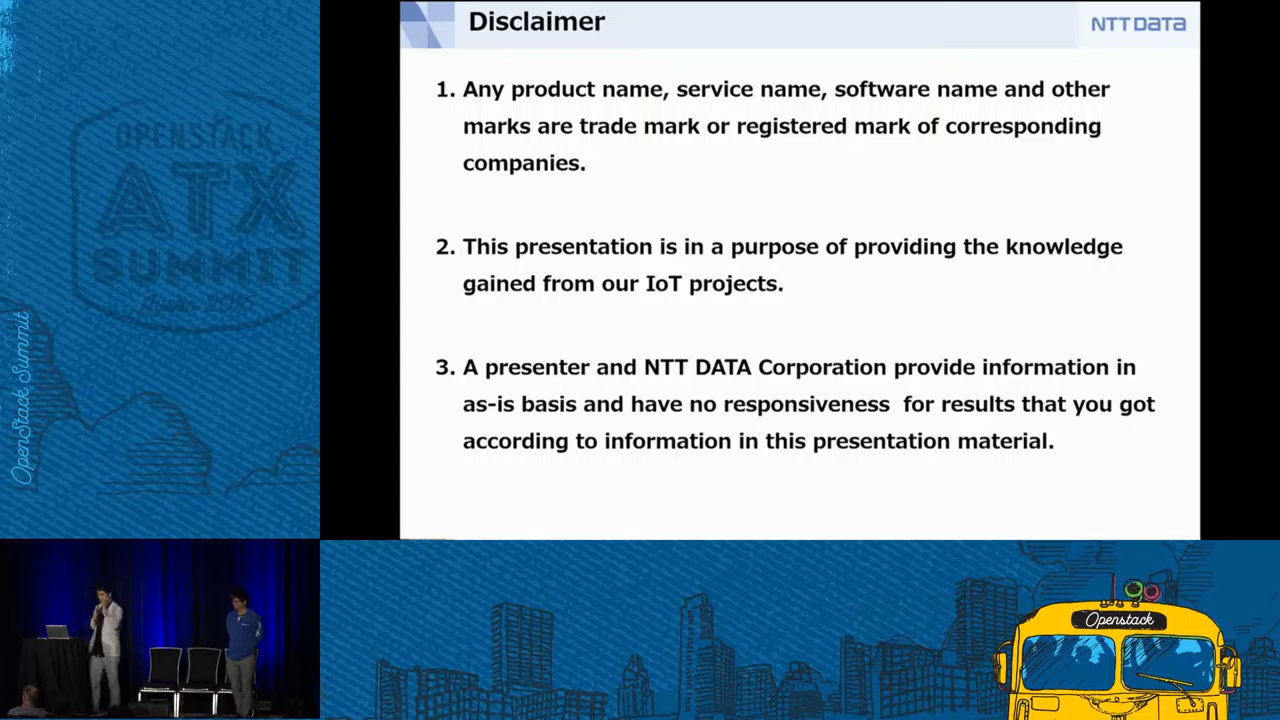 Disclaimer
NTT DATA
1. Any product name, service name, software name and other
marks are trade mark or registered mark of corresponding
companies.
2. This presentation is in a purpose of providing the knowledge
gained from our IoT projects.
3. A presenter and NTT DATA Corporation provide information in
as-is basis and have no responsiveness  for results that you got
according to information in this presentation material.
OPENSTACK
ATX
SUMMIT
Austin 2016
OpenStack Summit
Openstack